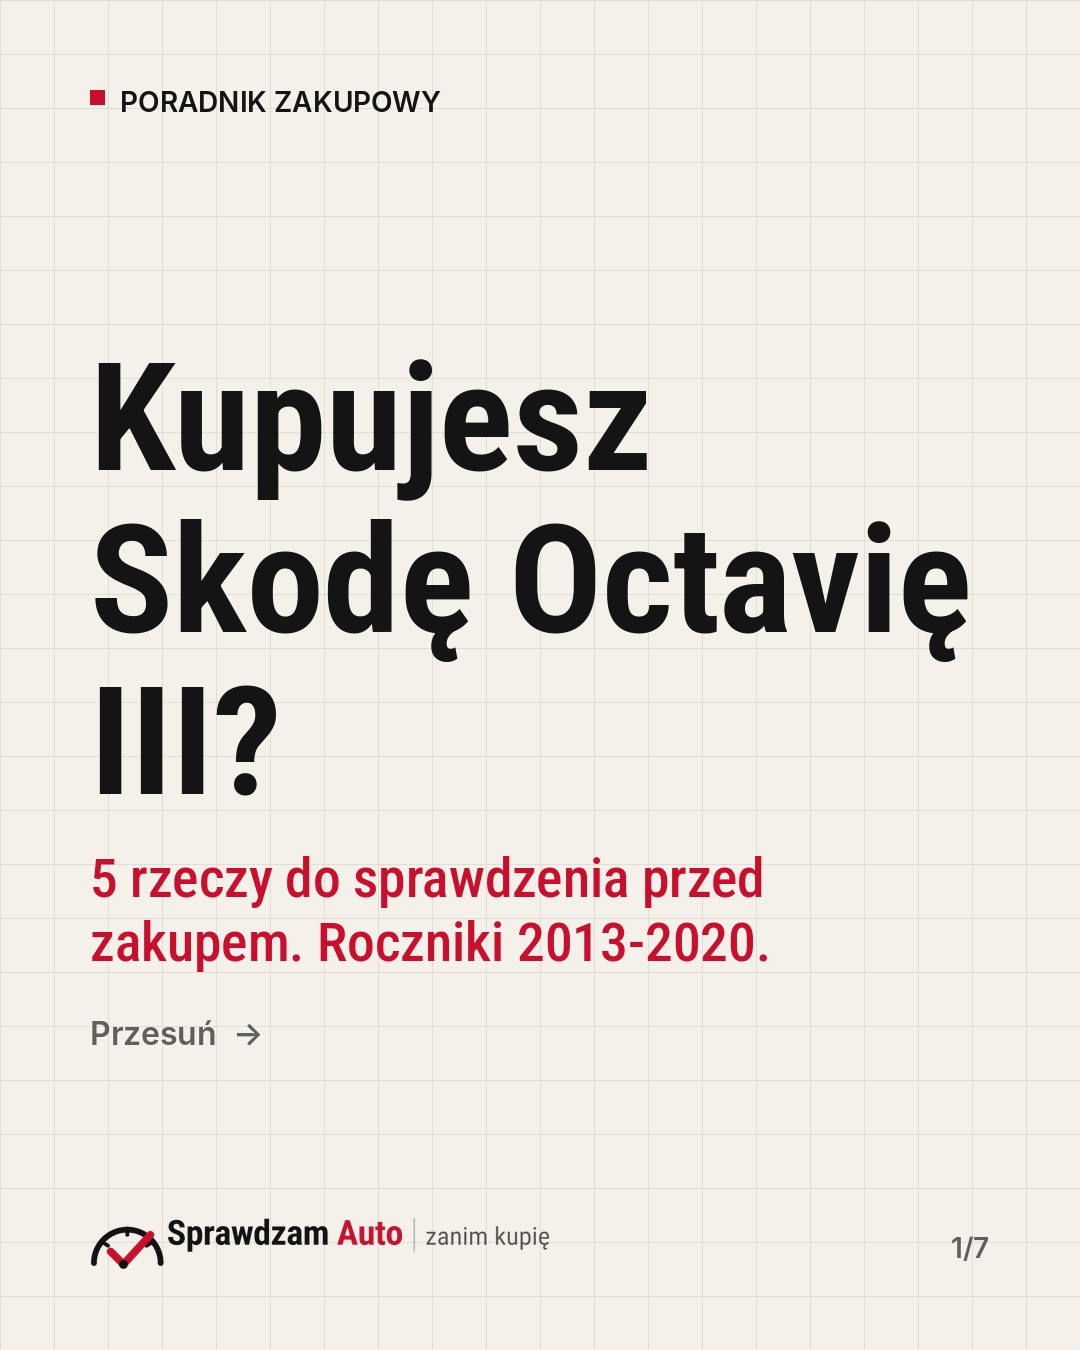 PORADNIK ZAKUPOWY
Kupujesz
Skodę Octavię
III?
5 rzeczy do sprawdzenia przed
zakupem. Roczniki 2013-2020.
Przesuń →
Sprawdzam Auto | zanim kupię
1/7